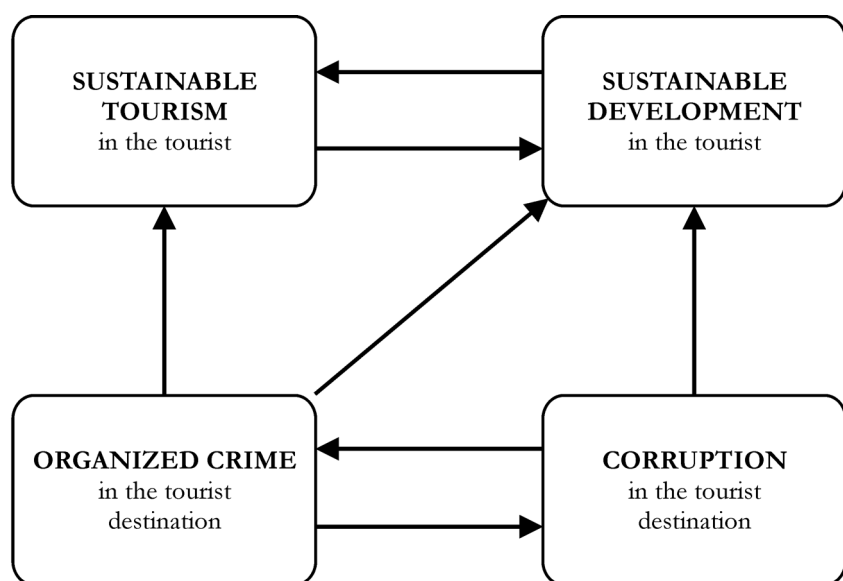 SUSTAINABLE
TOURISM
in the tourist
SUSTAINABLE
DEVELOPMENT
in the tourist
ORGANIZED CRIME
in the tourist
destination
CORRUPTION
in the tourist
destination